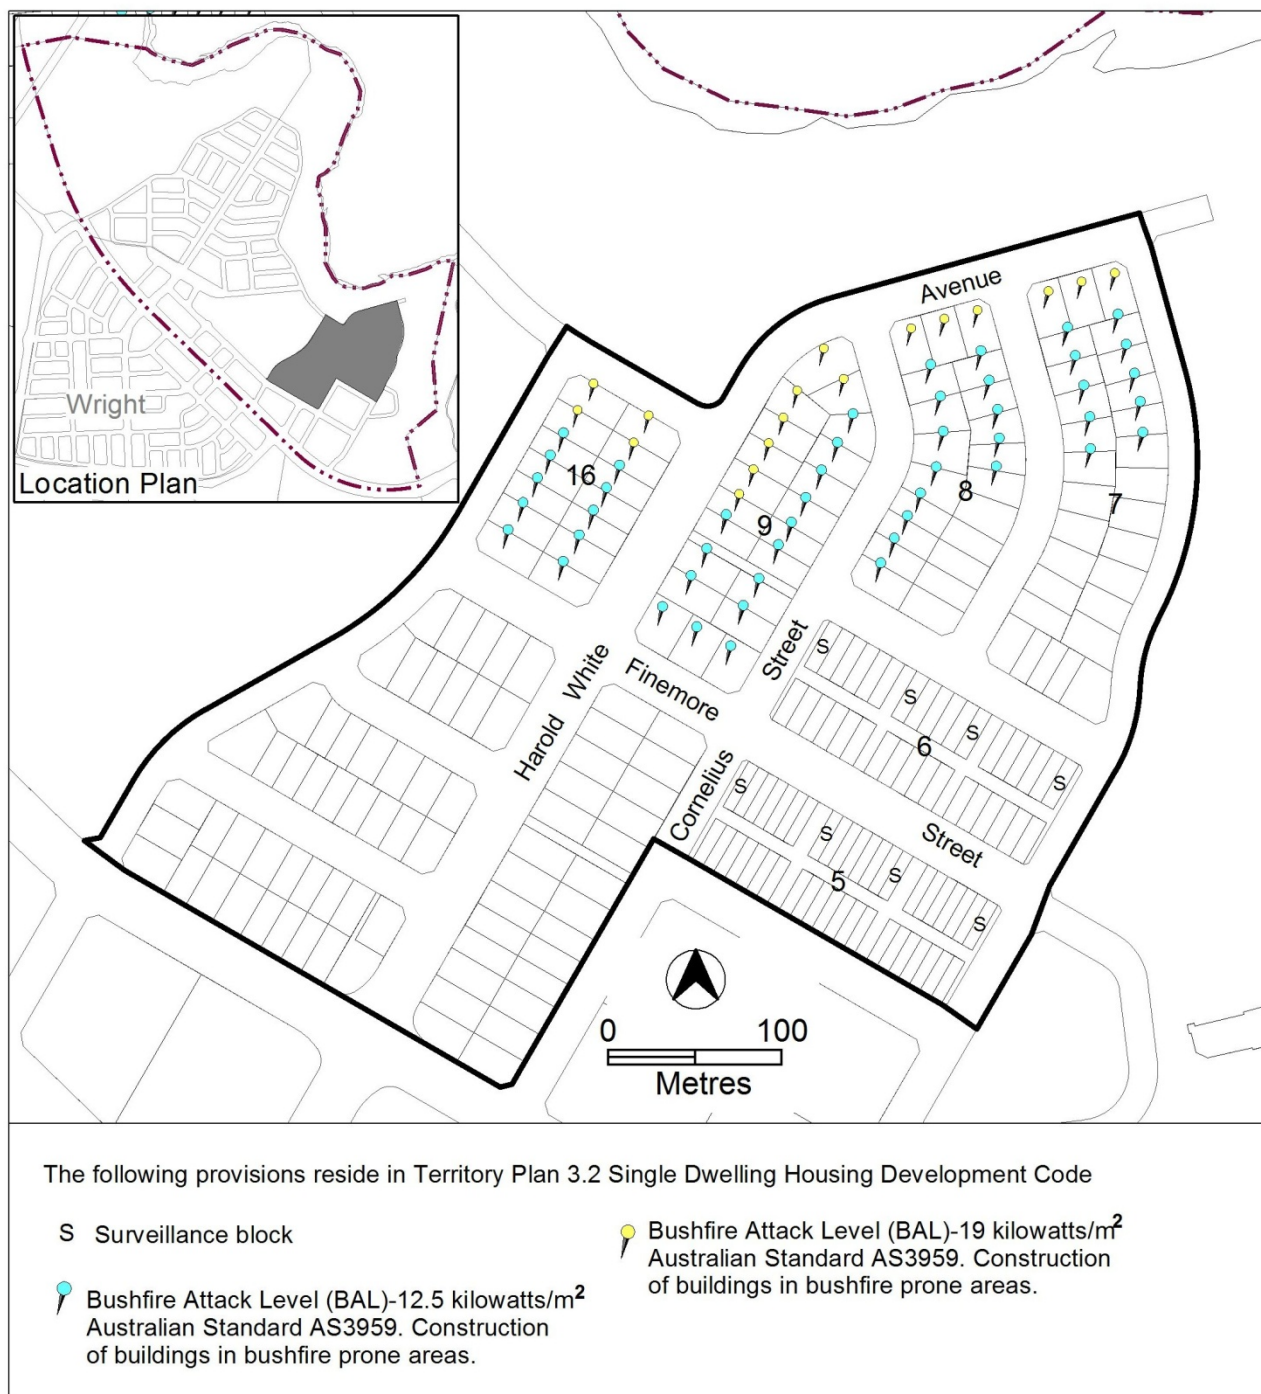 Wright
Location Plan
Avenue
16
9
8
7
Street
Finemore
White
Harold
Cornelius
Street
S
S
S
S
6
S
S
S
S
5
0 100
Metres
The following provisions reside in Territory Plan 3.2 Single Dwelling Housing Development Code
S Surveillance block
Bushfire Attack Level (BAL)-12.5 kilowatts/m²
Australian Standard AS3959. Construction
of buildings in bushfire prone areas.
Bushfire Attack Level (BAL)-19 kilowatts/m²
Australian Standard AS3959. Construction
of buildings in bushfire prone areas.